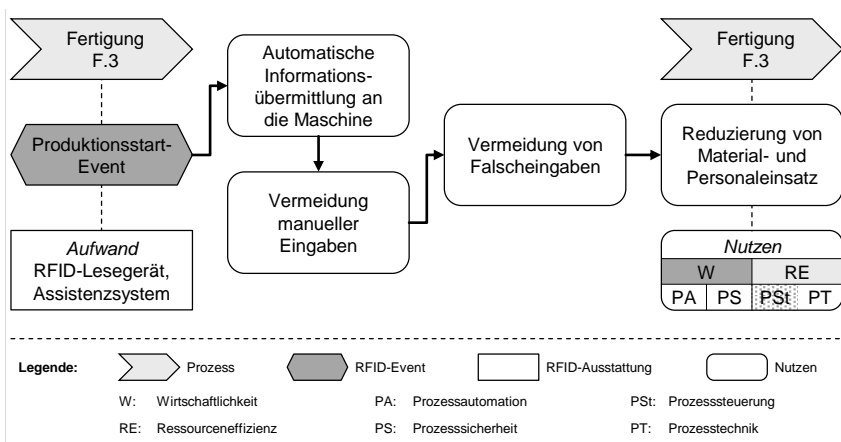 Fertigung
F.3
Produktionsstart-
Event
Aufwand
RFID-Lesegerät,
Assistenzsystem
Automatische
Informations-
übermittlung an
die Maschine
Vermeidung
manueller
Eingaben
Vermeidung von
Falscheingaben
Fertigung
F.3
Reduzierung von
Material- und
Personaleinsatz
Nutzen
W RE
PA PS PSt PT
Legende: Prozess RFID-Event RFID-Ausstattung Nutzen
W: Wirtschaftlichkeit PA: Prozessautomation PSt: Prozesssteuerung
RE: Ressourceneffizienz PS: Prozesssicherheit PT: Prozesstechnik